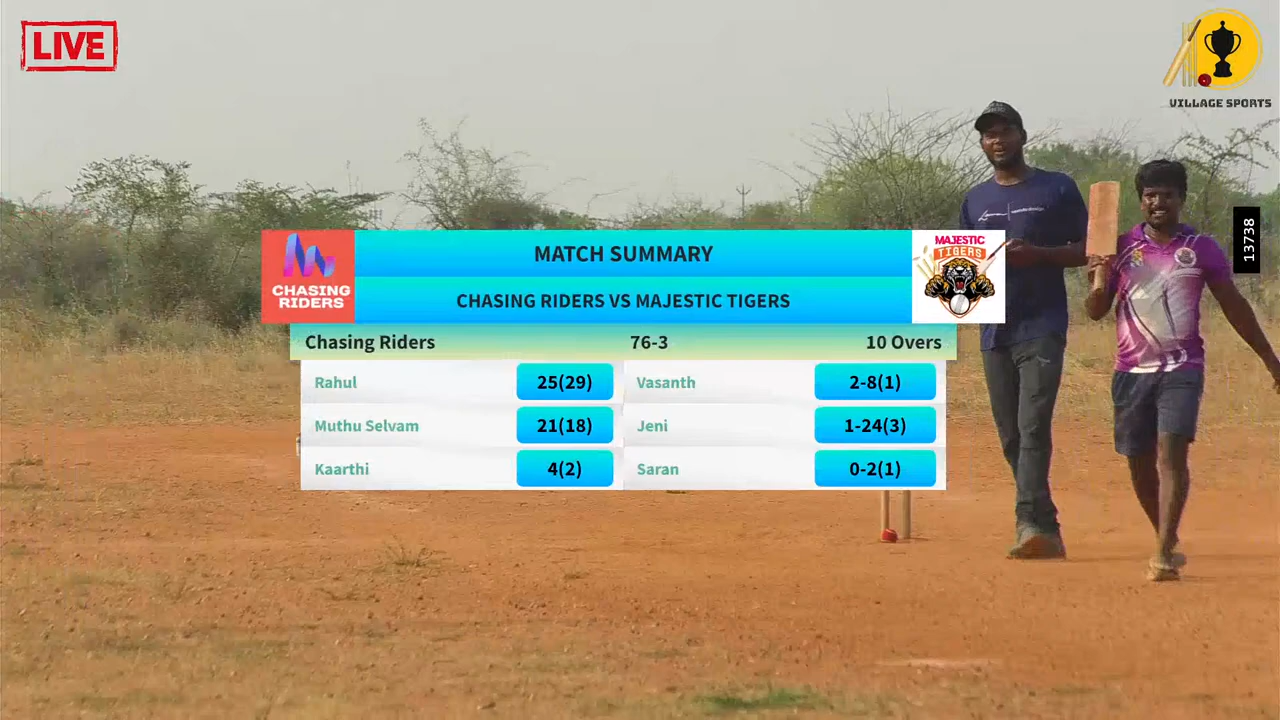 LIVE
VILLAGE SPORTS
13738
CHASING
RIDERS
MATCH SUMMARY
CHASING RIDERS VS MAJESTIC TIGERS
MAJESTIC
TIGERS
Chasing Riders 76-3 10 Overs
Rahul 25(29) Vasanth 2-8(1)
Muthu Selvam 21(18) Jeni 1-24(3)
Kaarthi 4(2) Saran 0-2(1)